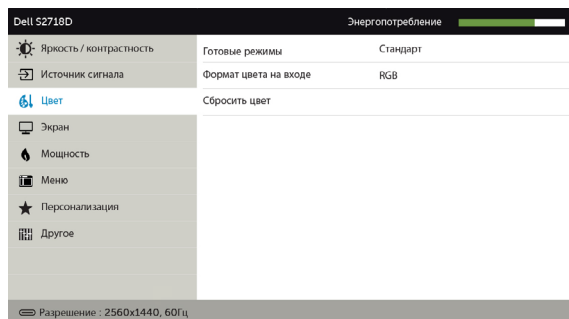 Dell S2718D Энергопотребление
Яркость / контрастность Готовые режимы Стандарт
Источник сигнала Формат цвета на входе RGB
Цвет Сбросить цвет
Экран
Мощность
Меню
Персонализация
Другое
Разрешение : 2560x1440, 60Гц